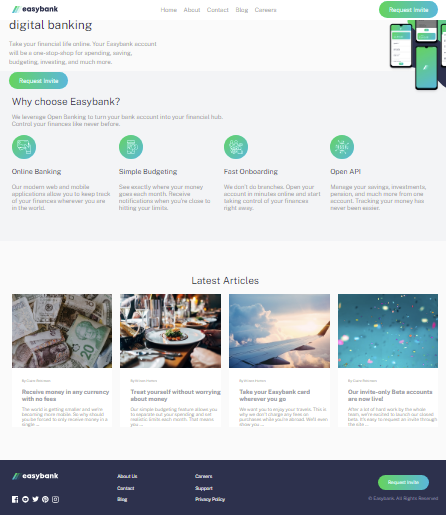 easybank
Home About Contact Blog Careers
Request Invite
digital banking
Take your financial life online. Your Easybank account
will be a one-stop-shop for spending, saving,
budgeting, investing, and much more.
Request Invite
Why choose Easybank?
We leverage Open Banking to turn your bank account into your financial hub.
Control your finances like never before.
Online Banking
Our modern web and mobile
applications allow you to keep track
of your finances wherever you are
in the world.
Simple Budgeting
See exactly where your money
goes each month. Receive
notifications when you're close to
hitting your limits.
Fast Onboarding
We don't do branches. Open your
account in minutes online and start
taking control of your finances
right away.
Open API
Manage your savings, investments,
pension, and much more from one
account. Tracking your money has
never been easier.
Latest Articles
Receive money in any currency
with no fees
The world is getting smaller and we're
becoming more mobile. So why should
you be forced to only receive money in a
single ...
Treat yourself without worrying
about money
Our simple budgeting feature allows you
to separate out your spending and set
realistic limits each month. That means
you ...
Take your Easybank card
wherever you go
We want you to enjoy your travels. This is
why we don't charge any fees on
purchases while you're abroad. We'll even
show you ...
Our invite-only Beta accounts
are now live!
After a lot of hard work by the whole
team, we're excited to launch our closed
beta. It's easy to request an invite through
the site ...
easybank
About Us
Contact
Blog
Careers
Support
Privacy Policy
Request Invite
© Easybank. All Rights Reserved